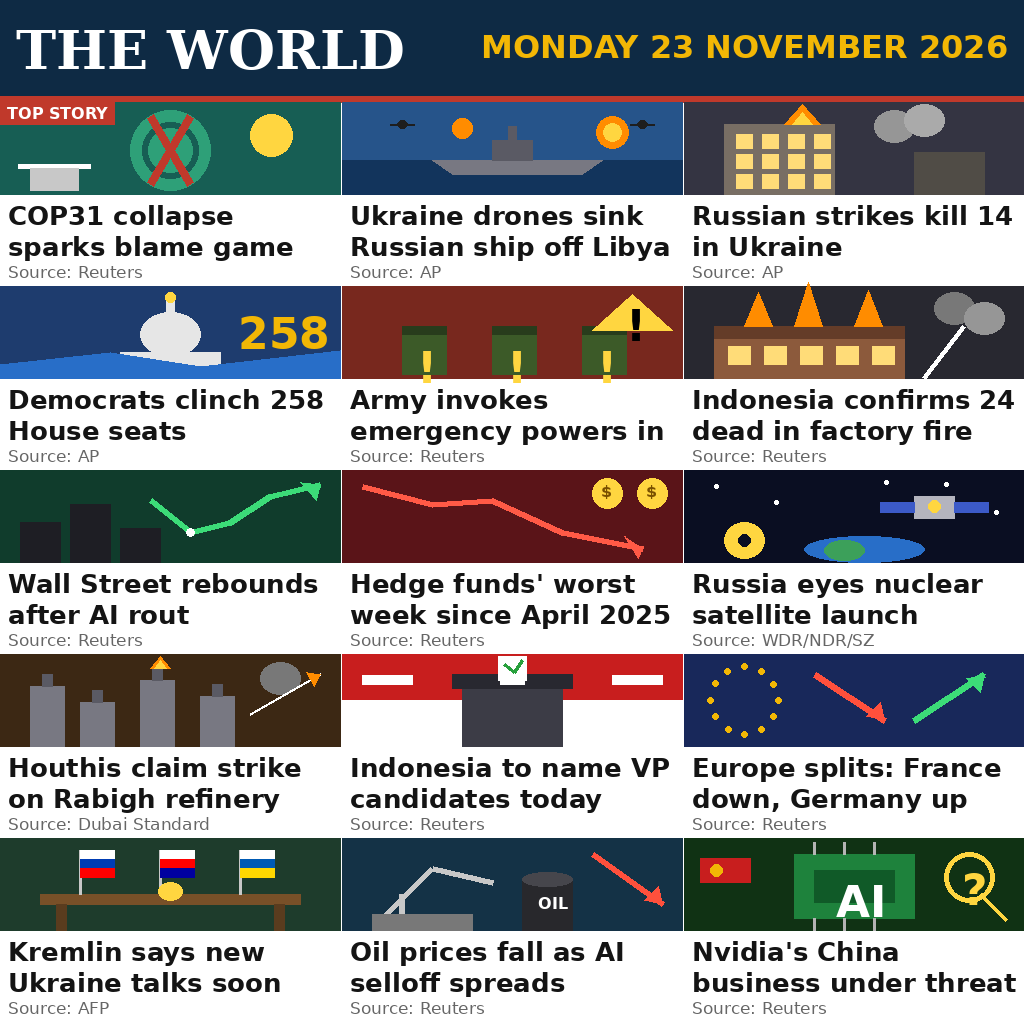 THE WORLD
MONDAY 23 NOVEMBER 2026
TOP STORY
COP31 collapse
sparks blame game
Source: Reuters
Ukraine drones sink
Russian ship off Libya
Source: AP
Russian strikes kill 14
in Ukraine
Source: AP
258
Democrats clinch 258
House seats
Source: AP
!
! ! !
Army invokes
emergency powers in
Source: Reuters
Indonesia confirms 24
dead in factory fire
Source: Reuters
Wall Street rebounds
after AI rout
Source: Reuters
$ $
Hedge funds' worst
week since April 2025
Source: Reuters
Russia eyes nuclear
satellite launch
Source: WDR/NDR/SZ
Houthis claim strike
on Rabigh refinery
Source: Dubai Standard
Indonesia to name VP
candidates today
Source: Reuters
Europe splits: France
down, Germany up
Source: Reuters
Kremlin says new
Ukraine talks soon
Source: AFP
OIL
Oil prices fall as AI
selloff spreads
Source: Reuters
AI
?
Nvidia's China
business under threat
Source: Reuters